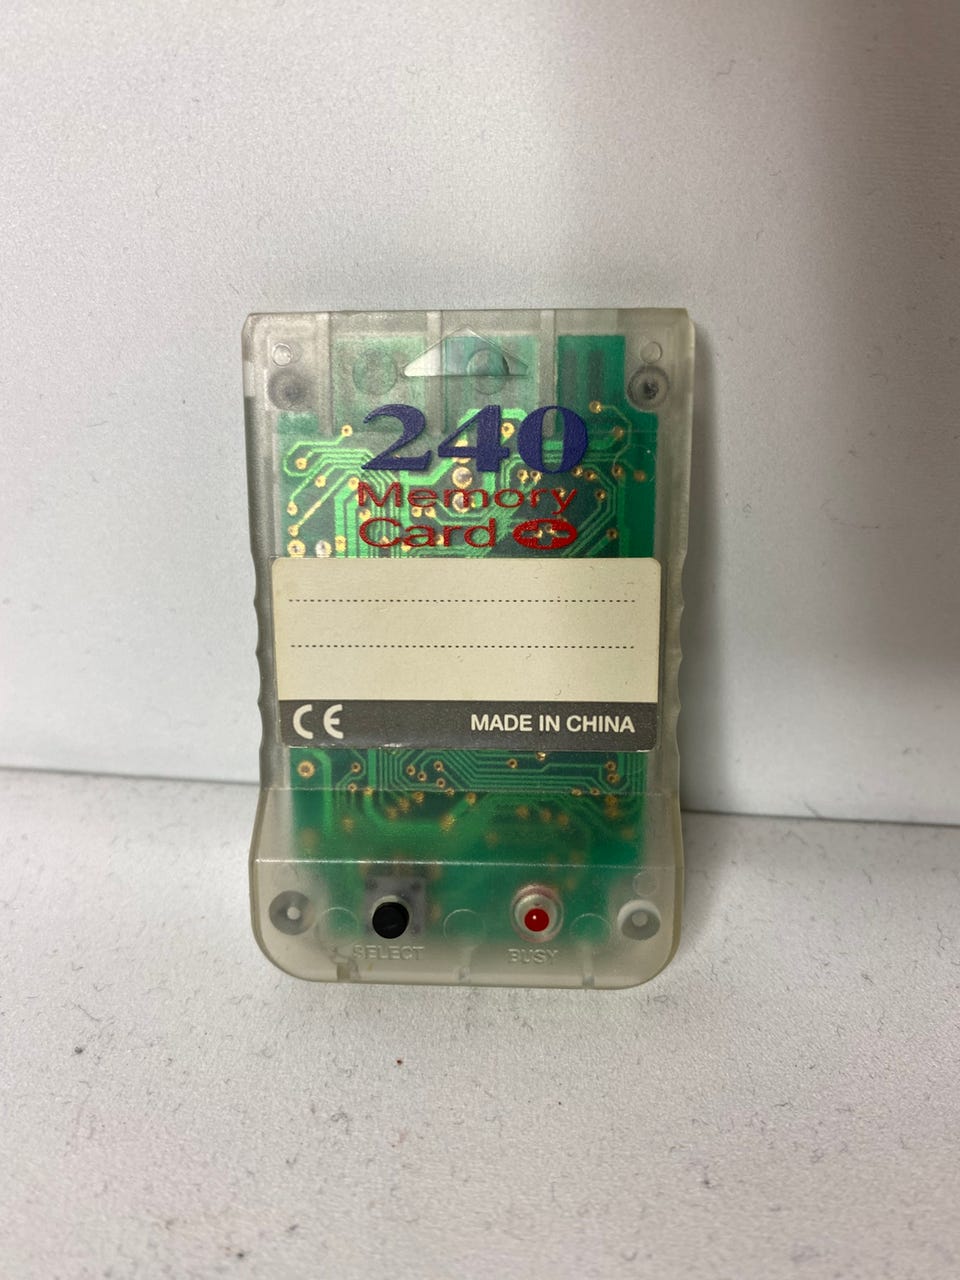 240
Memory
Card +
CE
MADE IN CHINA
SELECT
BUSY